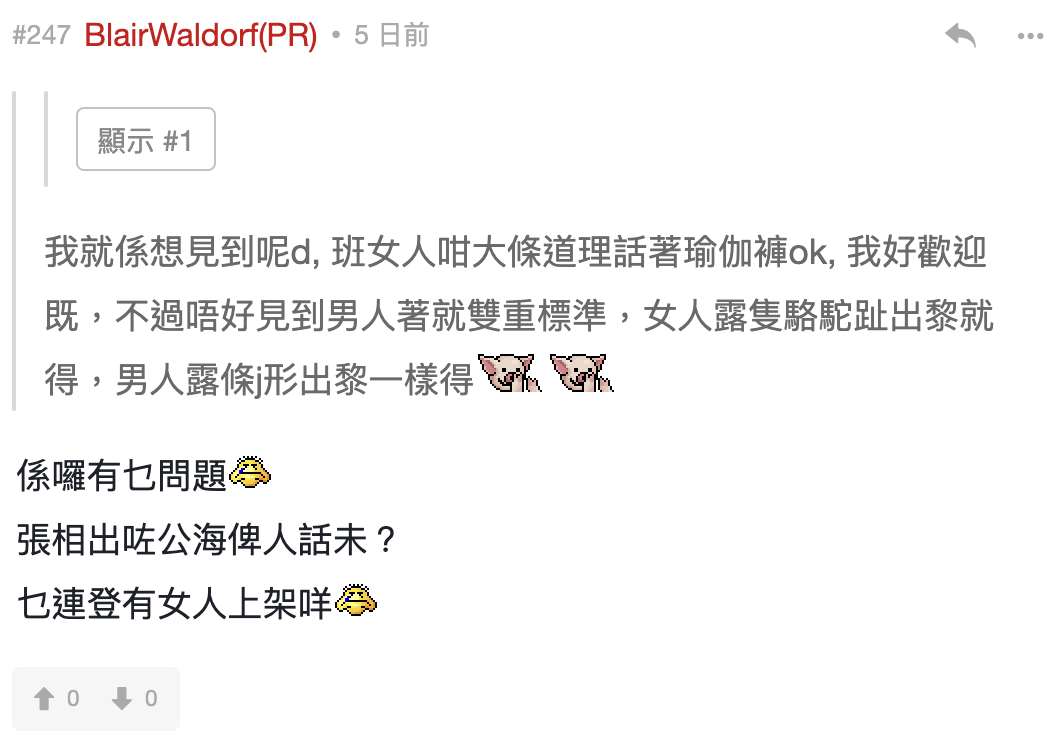 #247 BlairWaldorf(PR) • 5 日前
顯示 #1
我就係想見到呢d, 班女人咁大條道理話著瑜伽褲ok, 我好歡迎
既，不過唔好見到男人著就雙重標準，女人露隻駱駝趾出黎就
得，男人露條j形出黎一樣得
係囉有乜問題
張相出咗公海俾人話未？
乜連登有女人上架咩
0 0